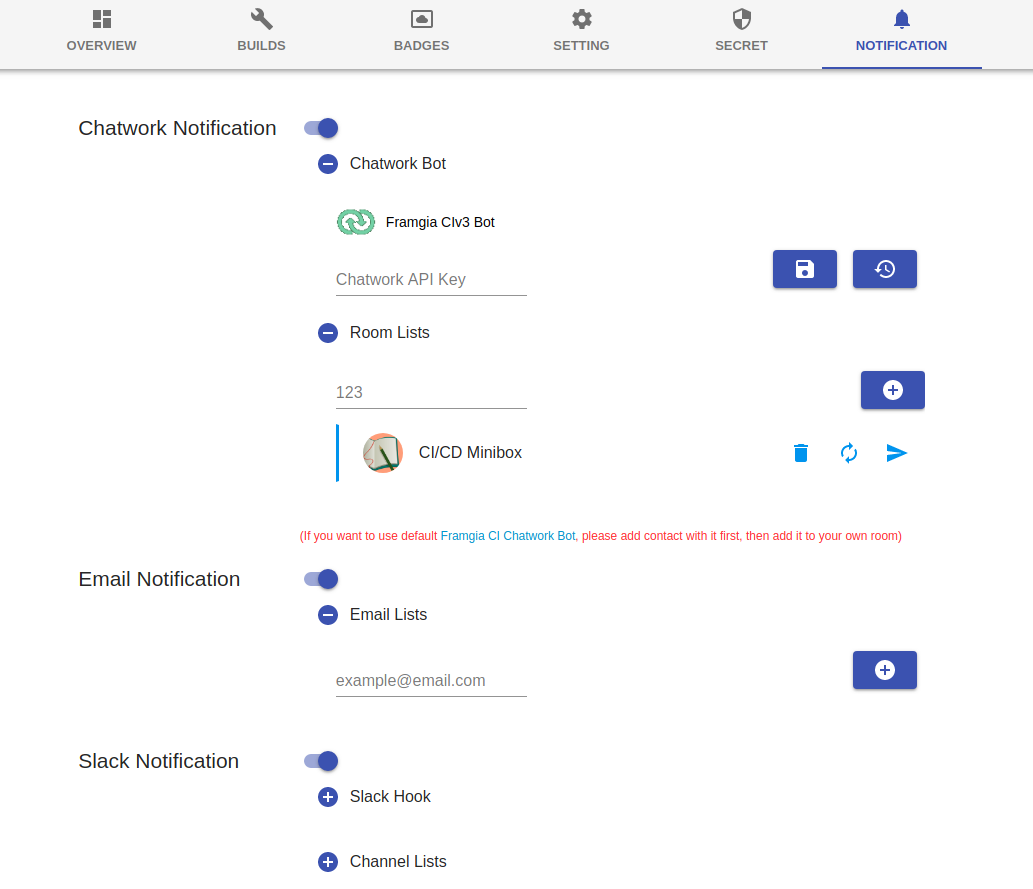 OVERVIEW BUILDS BADGES SETTING SECRET NOTIFICATION
Chatwork Notification
Chatwork Bot
Framgia CIv3 Bot
Chatwork API Key
Room Lists
123
CI/CD Minibox
(If you want to use default Framgia CI Chatwork Bot, please add contact with it first, then add it to your own room)
Email Notification
Email Lists
example@email.com
Slack Notification
Slack Hook
Channel Lists